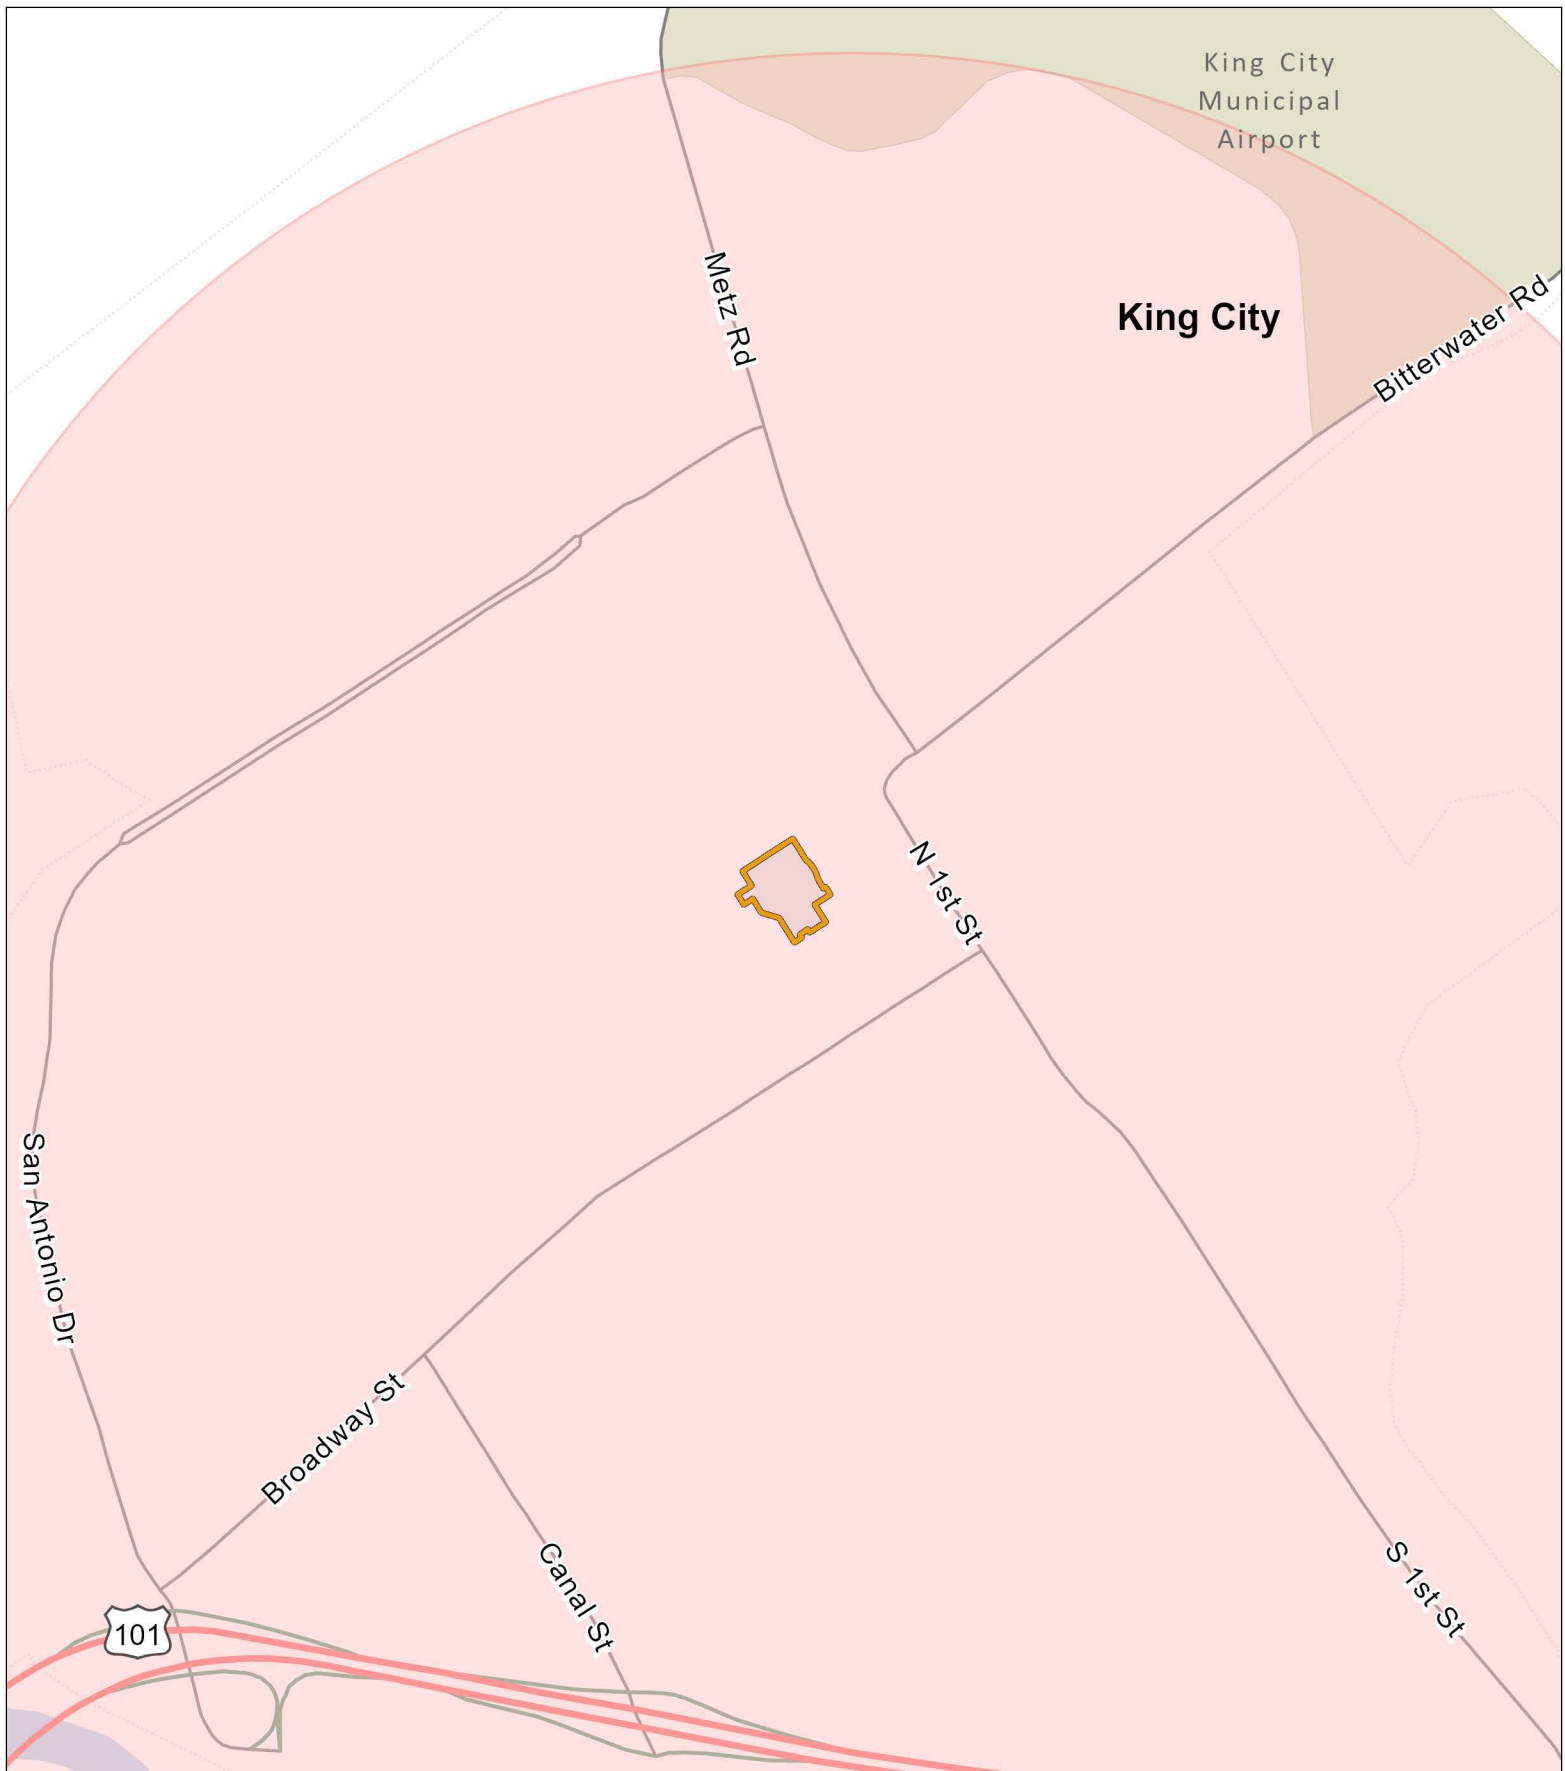 King City
Municipal
Airport
Metz Rd
King City
Bitterwater Rd
N 1st St
San Antonio Dr
Broadway St
Canal St
S 1st St
101